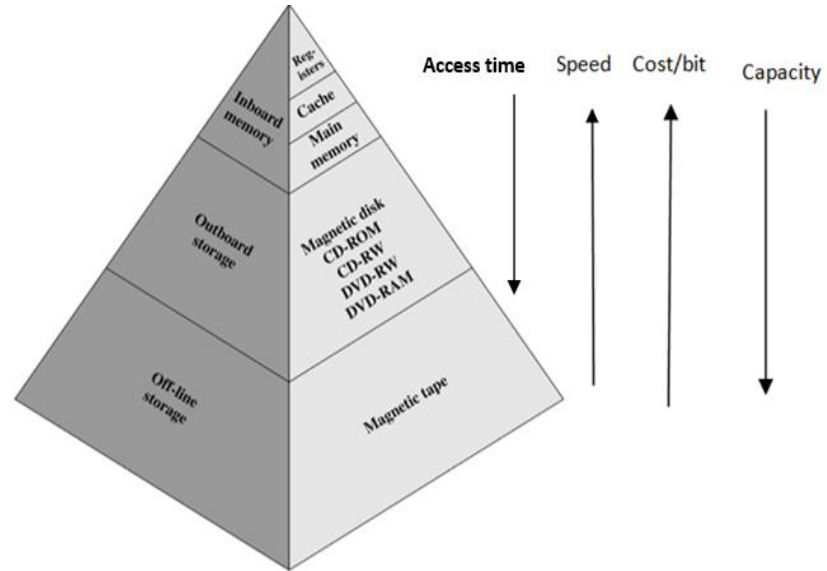 Access time
Speed
Cost/bit
Capacity
Inboard
memory
Reg-
isters
Cache
Main
memory
Outboard
storage
Magnetic disk
CD-ROM
CD-RW
DVD-RW
DVD-RAM
Off-line
storage
Magnetic tape